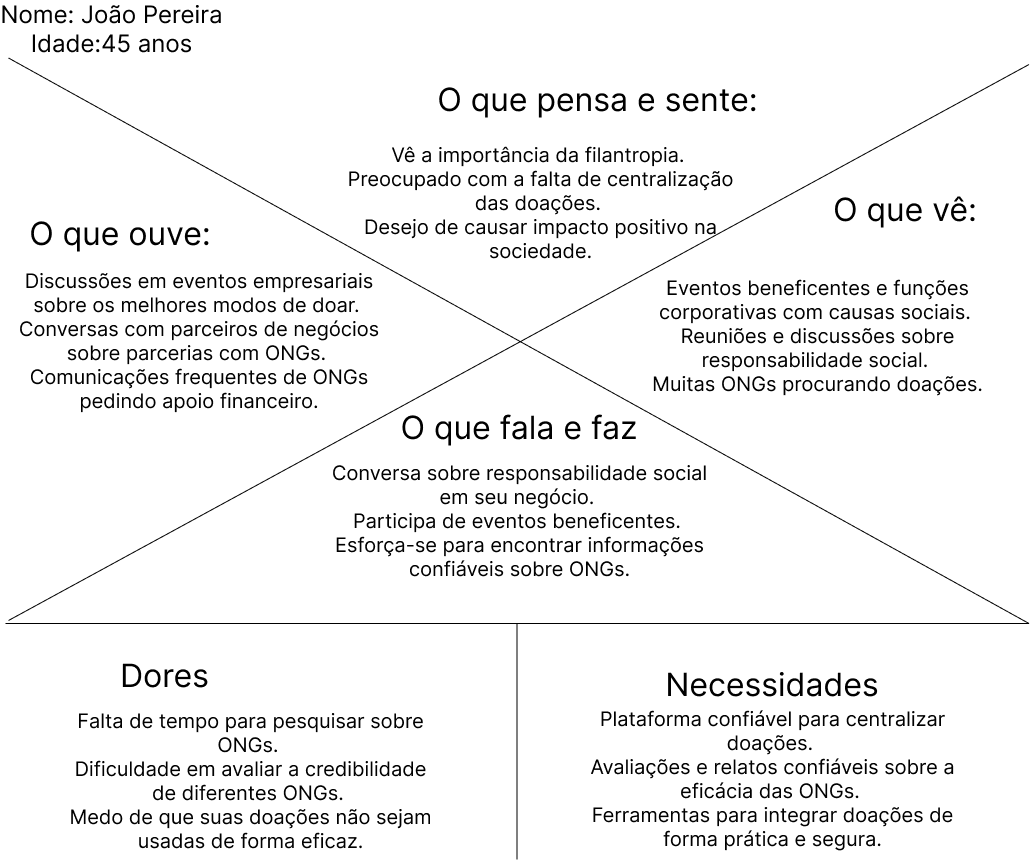 Nome: João Pereira
Idade:45 anos
O que pensa e sente:
Vê a importância da filantropia.
Preocupado com a falta de centralização
das doações.
Desejo de causar impacto positivo na
sociedade.
O que ouve:
Discussões em eventos empresariais
sobre os melhores modos de doar.
Conversas com parceiros de negócios
sobre parcerias com ONGs.
Comunicações frequentes de ONGs
pedindo apoio financeiro.
O que vê:
Eventos beneficentes e funções
corporativas com causas sociais.
Reuniões e discussões sobre
responsabilidade social.
Muitas ONGs procurando doações.
O que fala e faz
Conversa sobre responsabilidade social
em seu negócio.
Participa de eventos beneficentes.
Esforça-se para encontrar informações
confiáveis sobre ONGs.
Dores
Falta de tempo para pesquisar sobre
ONGs.
Dificuldade em avaliar a credibilidade
de diferentes ONGs.
Medo de que suas doações não sejam
usadas de forma eficaz.
Necessidades
Plataforma confiável para centralizar
doações.
Avaliações e relatos confiáveis sobre a
eficácia das ONGs.
Ferramentas para integrar doações de
forma prática e segura.